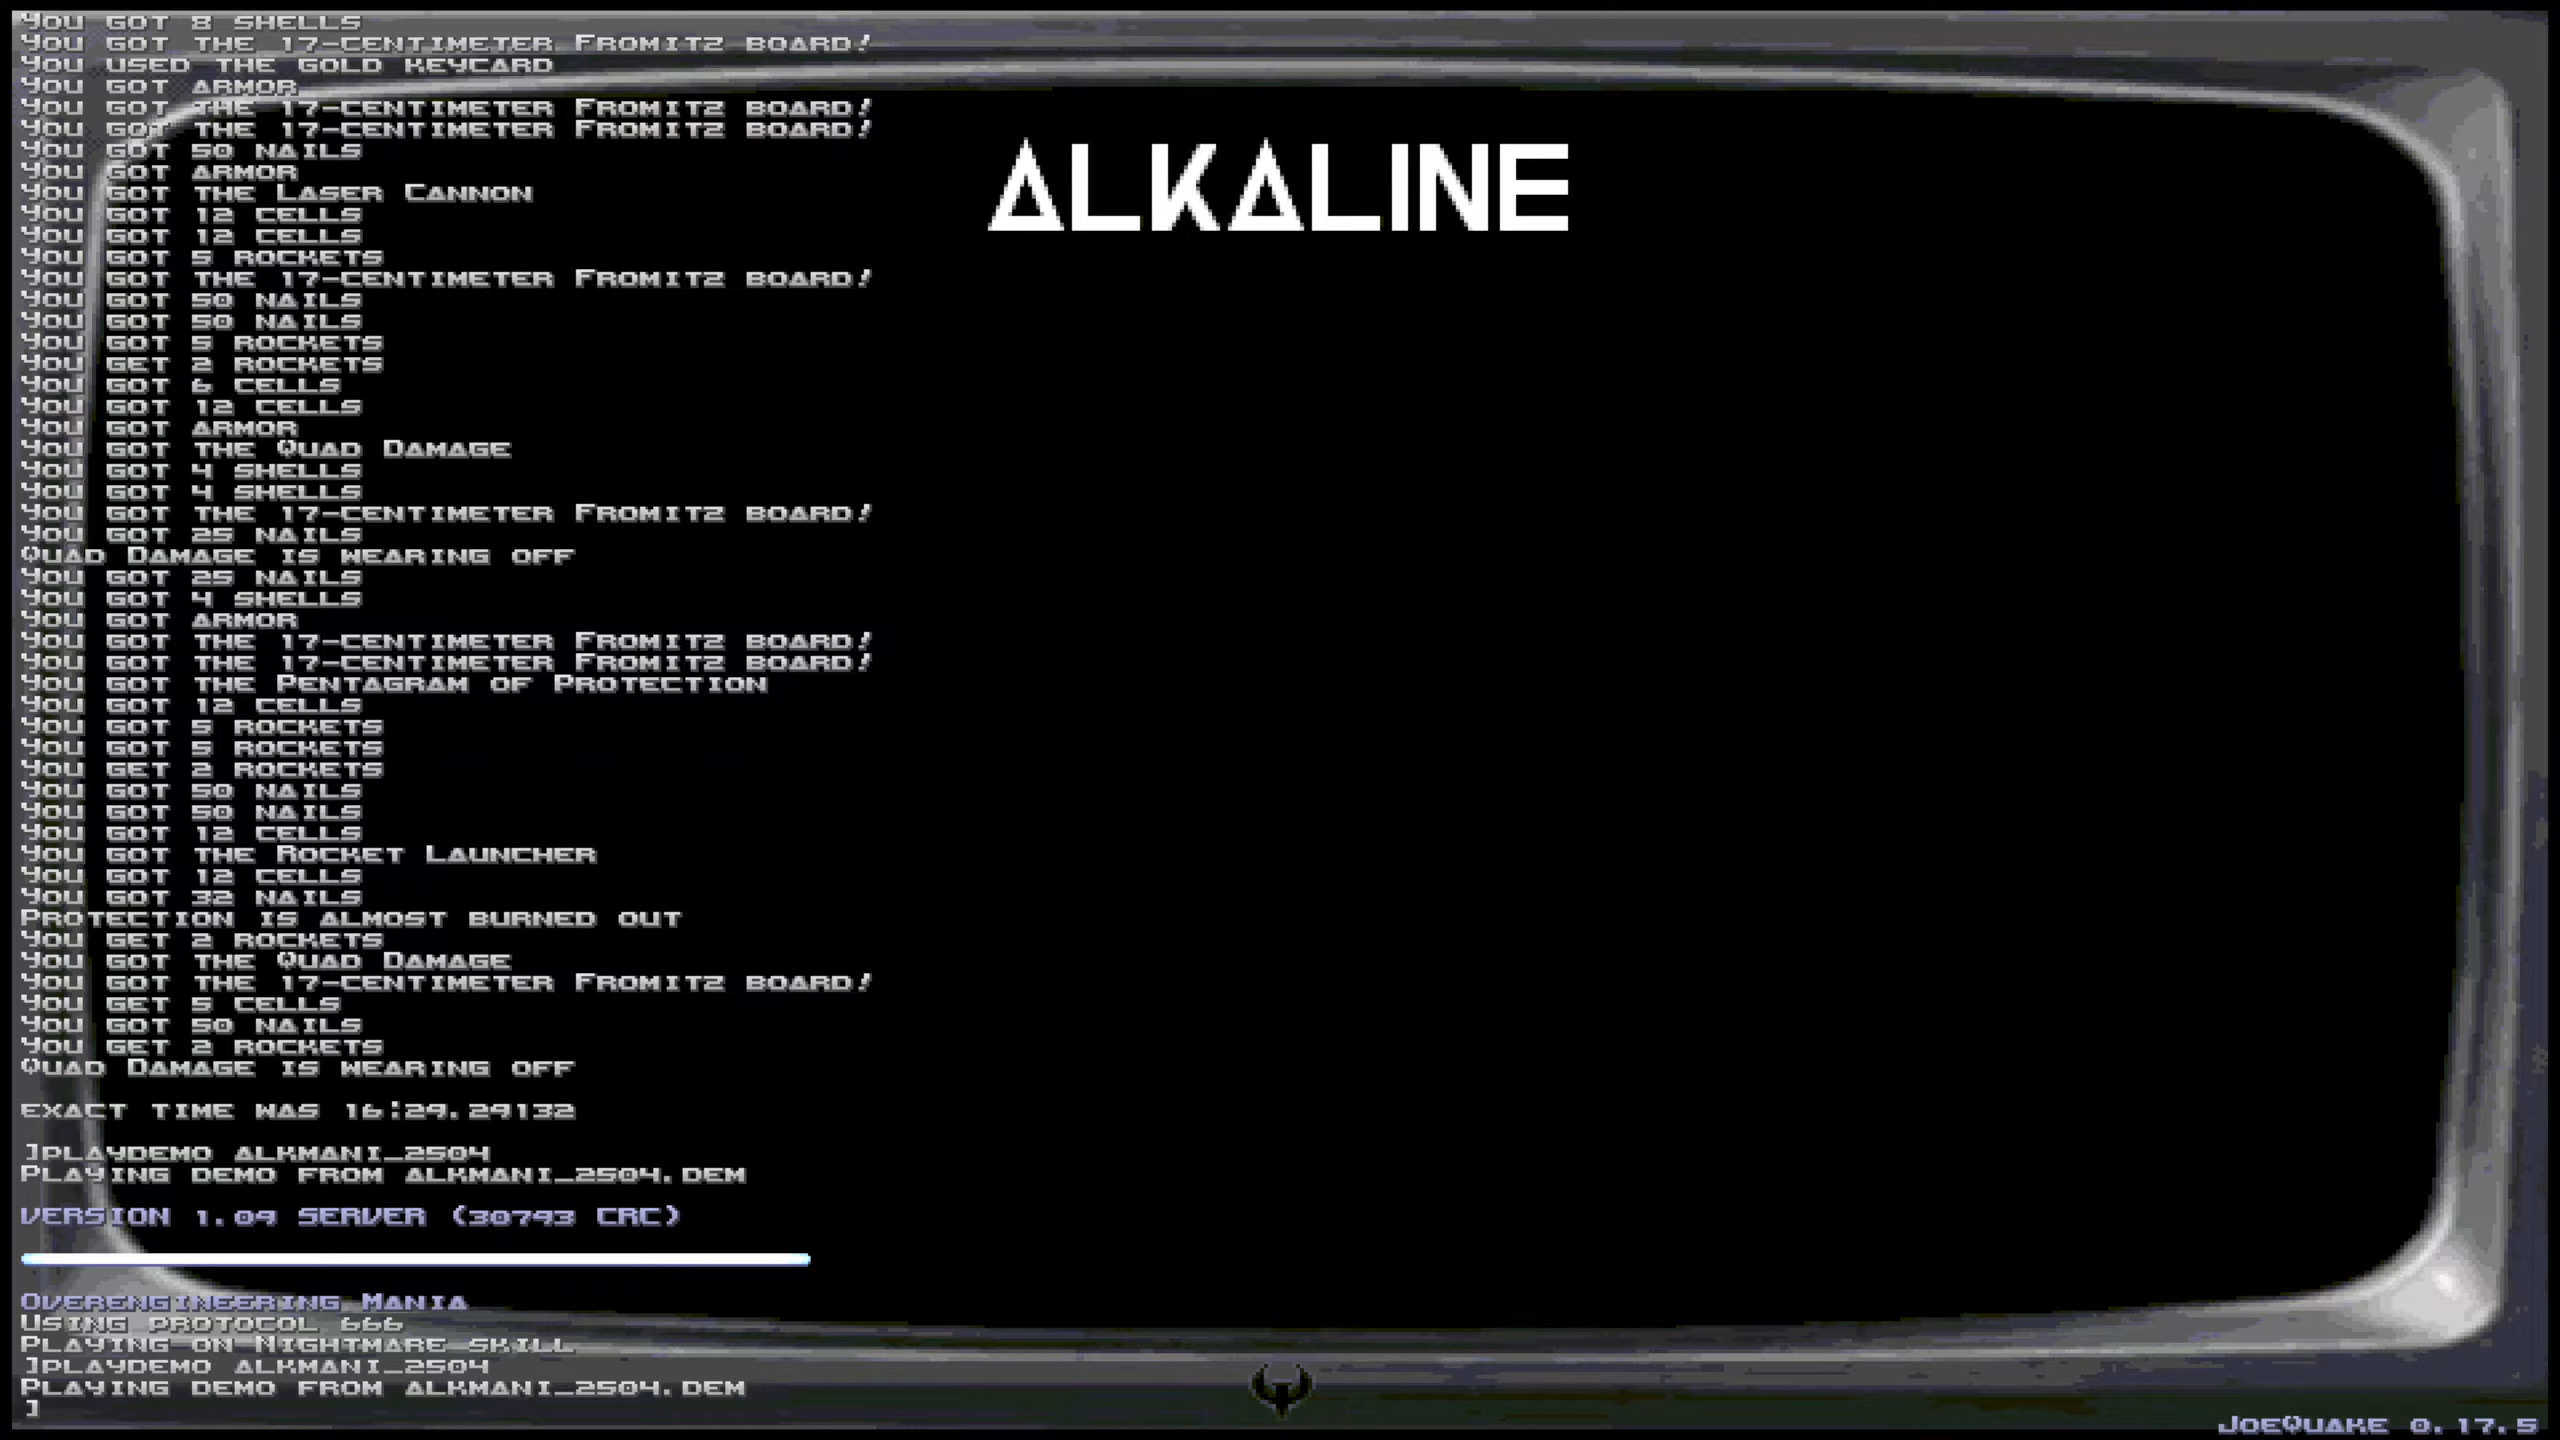 You got 8 shells
You got the 17-centimeter Fromitz board!
You used the gold keycard
You got armor
You got the 17-centimeter Fromitz board!
You got the 17-centimeter Fromitz board!
You got 50 nails
You got armor
You got the Laser Cannon
You got 12 cells
You got 12 cells
You got 5 rockets
You got the 17-centimeter Fromitz board!
You got 50 nails
You got 50 nails
You got 5 rockets
You get 2 rockets
You got 6 cells
You got 12 cells
You got armor
You got the Quad Damage
You got 4 shells
You got 4 shells
You got the 17-centimeter Fromitz board!
You got 25 nails
Quad Damage is wearing off
You got 25 nails
You got 4 shells
You got armor
You got the 17-centimeter Fromitz board!
You got the 17-centimeter Fromitz board!
You got the Pentagram of Protection
You got 12 cells
You got 5 rockets
You got 5 rockets
You get 2 rockets
You got 50 nails
You got 50 nails
You got 12 cells
You got the Rocket Launcher
You got 12 cells
You got 32 nails
Protection is almost burned out
You get 2 rockets
You got the Quad Damage
You got the 17-centimeter Fromitz board!
You get 5 cells
You got 50 nails
You get 2 rockets
Quad Damage is wearing off
exact time was 16:29.29132
]playdemo alkmani_2504
Playing demo from alkmani_2504.dem
VERSION 1.09 SERVER (30793 CRC)
Overengineering Mania
Using protocol 666
Playing on Nightmare skill
]playdemo alkmani_2504
Playing demo from alkmani_2504.dem
]
ALKALINE
JoeQuake 0.17.5